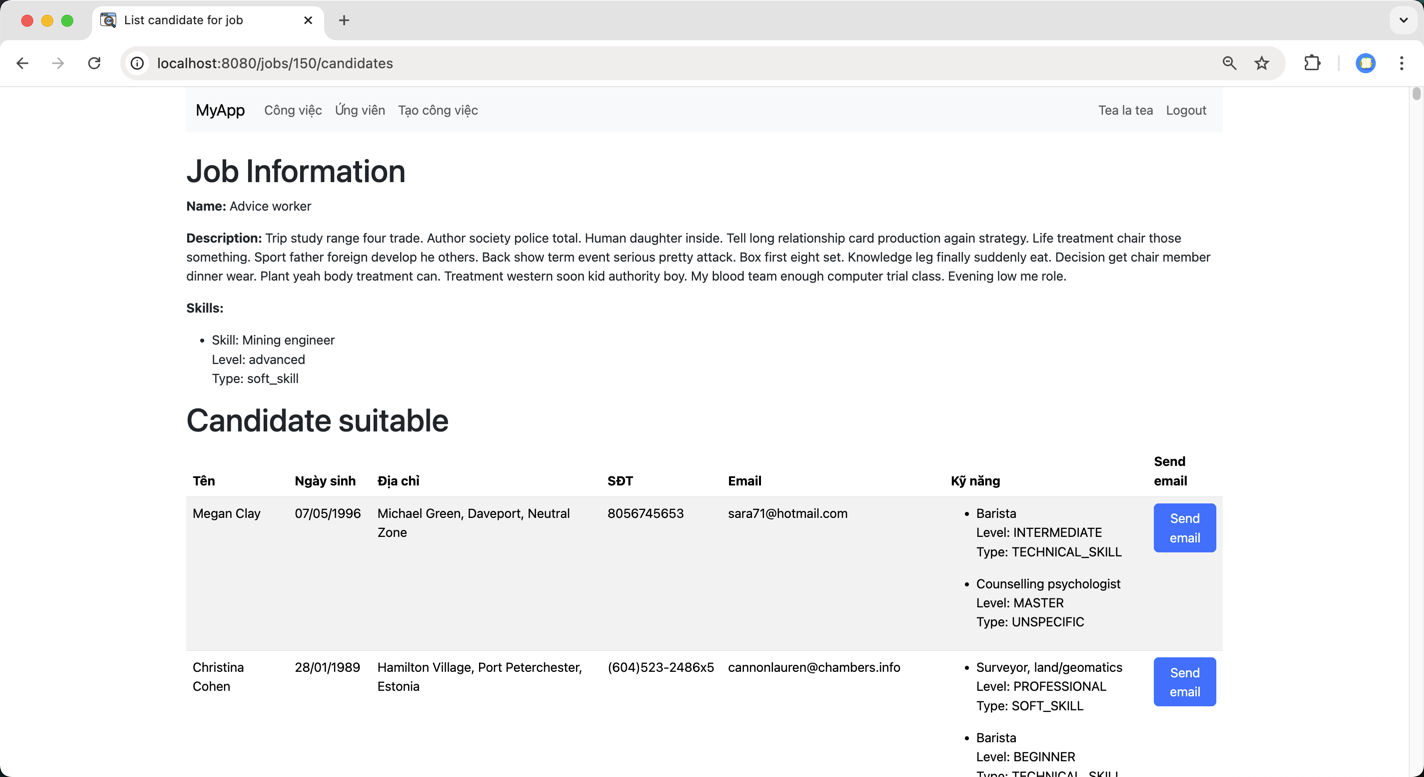 List candidate for job
localhost:8080/jobs/150/candidates
MyApp Công việc Ứng viên Tạo công việc Tea la tea Logout
Job Information
Name: Advice worker
Description: Trip study range four trade. Author society police total. Human daughter inside. Tell long relationship card production again strategy. Life treatment chair those
something. Sport father foreign develop he others. Back show term event serious pretty attack. Box first eight set. Knowledge leg finally suddenly eat. Decision get chair member
dinner wear. Plant yeah body treatment can. Treatment western soon kid authority boy. My blood team enough computer trial class. Evening low me role.
Skills:
• Skill: Mining engineer
Level: advanced
Type: soft_skill
Candidate suitable
Tên Ngày sinh Địa chỉ SĐT Email Kỹ năng Send
email
Megan Clay 07/05/1996 Michael Green, Daveport, Neutral
Zone
8056745653 sara71@hotmail.com
• Barista
Level: INTERMEDIATE
Type: TECHNICAL_SKILL
• Counselling psychologist
Level: MASTER
Type: UNSPECIFIC
Send
email
Christina
Cohen
28/01/1989 Hamilton Village, Port Peterchester,
Estonia
(604)523-2486x5 cannonlauren@chambers.info
• Surveyor, land/geomatics
Level: PROFESSIONAL
Type: SOFT_SKILL
• Barista
Level: BEGINNER
Type: TECHNICAL_SKILL
Send
email